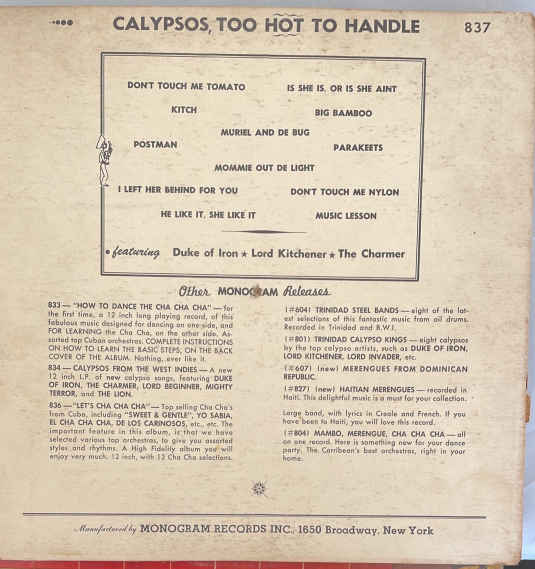 CALYPSOS, TOO HOT TO HANDLE 837
DON'T TOUCH ME TOMATO IS SHE IS, OR IS SHE AINT
KITCH BIG BAMBOO
MURIEL AND DE BUG
POSTMAN PARAKEETS
MOMMIE OUT DE LIGHT
I LEFT HER BEHIND FOR YOU DON'T TOUCH ME NYLON
HE LIKE IT, SHE LIKE IT MUSIC LESSON
featuring Duke of Iron ★ Lord Kitchener ★ The Charmer
Other MONOGRAM Releases
833 — "HOW TO DANCE THE CHA CHA CHA" — for
the first time, a 12 inch long playing record, of this
fabulous music designed for dancing on one side, and
FOR LEARNING the Cha Cha, on the other side. As-
sorted top Cuban orchestras. COMPLETE INSTRUCTIONS
ON HOW TO LEARN THE BASIC STEPS, ON THE BACK
COVER OF THE ALBUM. Nothing, ever like it.
834 — CALYPSOS FROM THE WEST INDIES — A new
12 inch L.P. of new calypso songs, featuring DUKE
OF IRON, THE CHARMER, LORD BEGINNER, MIGHTY
TERROR, and THE LION.
836 — "LET'S CHA CHA CHA" — Top selling Cha Cha's
from Cuba, including "SWEET & GENTLE", YO SABIA,
EL CHA CHA CHA, DE LOS CARINOSOS, etc., etc. The
important feature in this album, is that we have
selected various top orchestras, to give you assorted
styles and rhythms. A High Fidelity album you will
enjoy very much. 12 inch, with 12 Cha Cha selections.
(#604) TRINIDAD STEEL BANDS — eight of the lat-
est selections of this fantastic music from oil drums.
Recorded in Trinidad and B.W.I.
(#801) TRINIDAD CALYPSO KINGS — eight calypsos
by the top calypso artists, such as DUKE OF IRON,
LORD KITCHENER, LORD INVADER, etc.
(#607) (new) MERENGUES FROM DOMINICAN
REPUBLIC.
(#827) (new) HAITIAN MERENGUES — recorded in
Haiti. This delightful music is a must for your collection.
Large band, with lyrics in Creole and French. If you
have been to Haiti, you will love this record.
(#804) MAMBO, MERENGUE, CHA CHA CHA — all
on one record. Here is something new for your dance
party. The Carribean's best orchestras, right in your
home.
Manufactured by MONOGRAM RECORDS INC., 1650 Broadway, New York